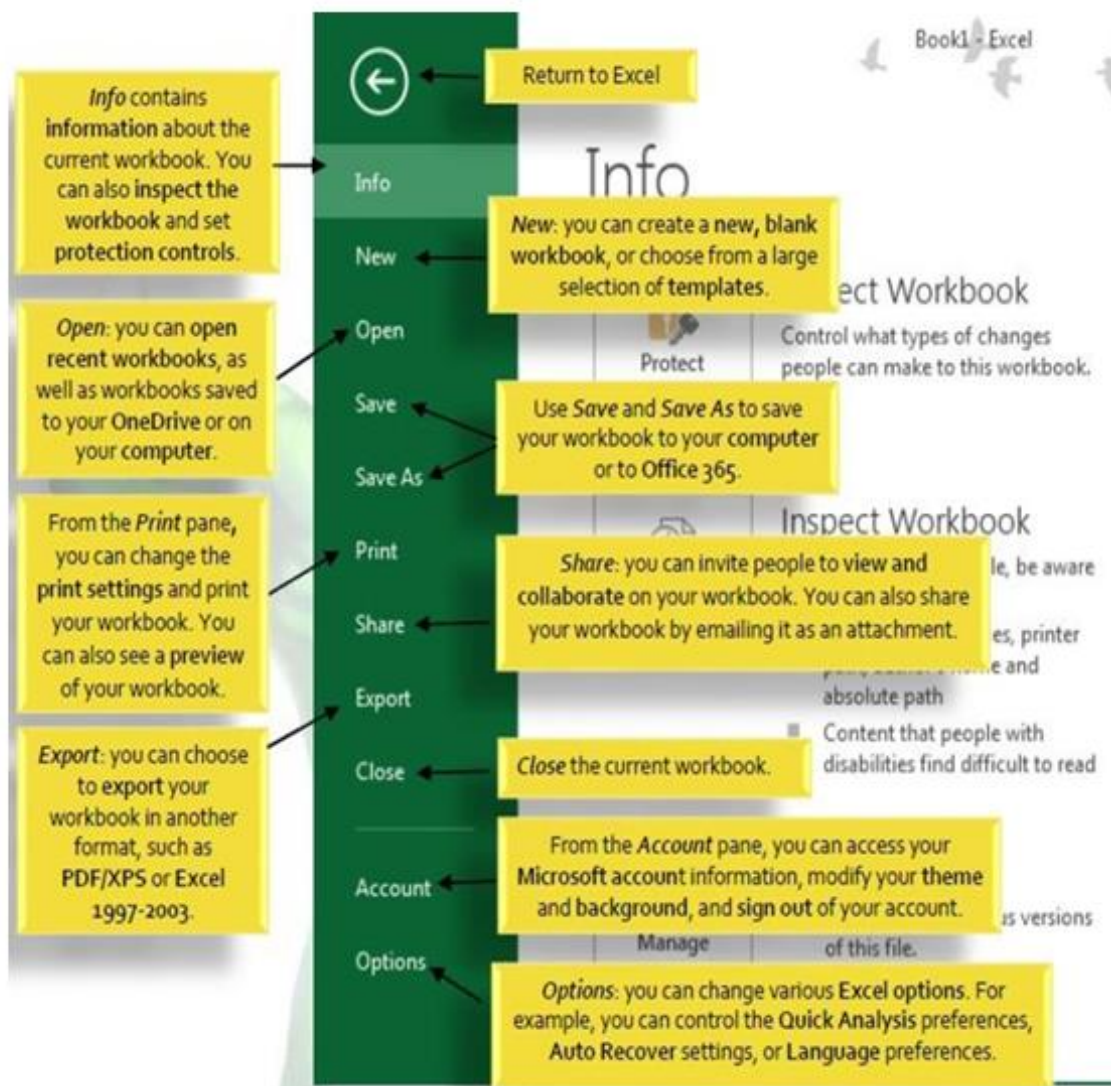 Book1 - Excel
Return to Excel
Info contains
information about the
current workbook. You
can also inspect the
workbook and set
protection controls.
Info
Info
New: you can create a new, blank
workbook, or choose from a large
selection of templates.
New
Open: you can open
recent workbooks, as
well as workbooks saved
to your OneDrive or on
your computer.
Open
ect Workbook
Protect
Control what types of changes
people can make to this workbook.
Save
Use Save and Save As to save
your workbook to your computer
or to Office 365.
Save As
From the Print pane,
you can change the
print settings and print
your workbook. You
can also see a preview
of your workbook.
Print
Inspect Workbook
le, be aware
Share: you can invite people to view and
collaborate on your workbook. You can also share
your workbook by emailing it as an attachment.
Share
es, printer
and
absolute path
Export
Export: you can choose
to export your
workbook in another
format, such as
PDF/XPS or Excel
1997-2003.
Content that people with
disabilities find difficult to read
Close
Close the current workbook.
From the Account pane, you can access your
Microsoft account information, modify your theme
and background, and sign out of your account.
Account
us versions
Manage
of this file.
Options
Options: you can change various Excel options. For
example, you can control the Quick Analysis preferences,
Auto Recover settings, or Language preferences.